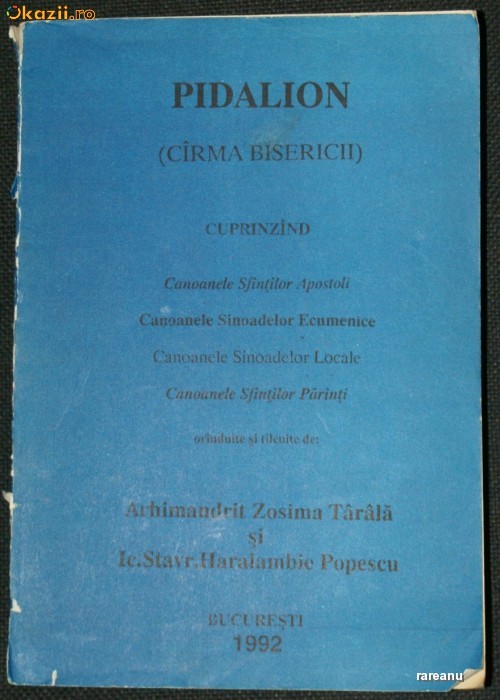 Okazii.ro
PIDALION
(CÎRMA BISERICII)
CUPRINZÎND
Canoanele Sfinţilor Apostoli
Canoanele Sinoadelor Ecumenice
Canoanele Sinoadelor Locale
Canoanele Sfinţilor Părinţi
orînduite şi tîlcuite de:
Arhimandrit Zosima Târâlă
şi
Ic.Stavr.Haralambie Popescu
BUCUREŞTI
1992
rareanu